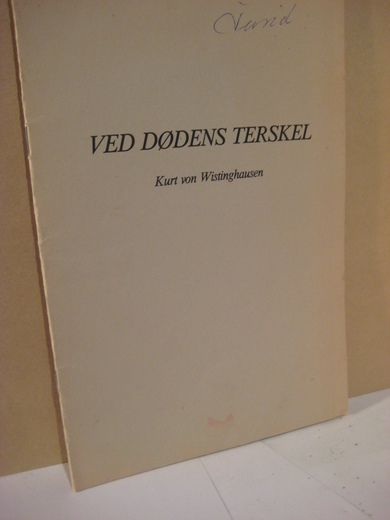 VED DØDENS TERSKEL
Kurt von Wistinghausen